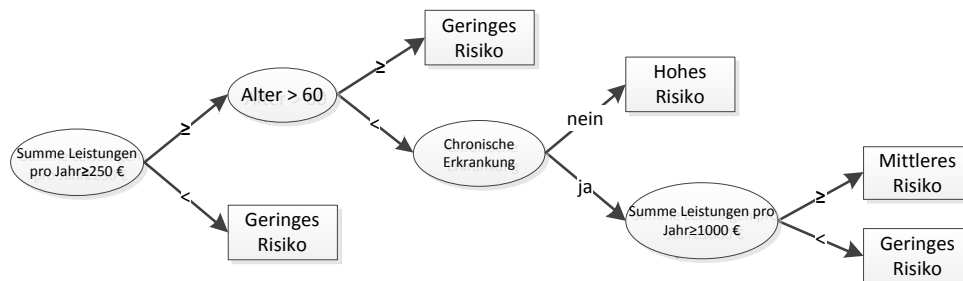 Geringes
Risiko
≥
Alter > 60
Hohes
Risiko
nein
≥
<
Chronische
Erkrankung
Summe Leistungen
pro Jahr≥250 €
Mittleres
Risiko
<
ja
≥
Geringes
Risiko
Summe Leistungen pro
Jahr≥1000 €
<
Geringes
Risiko